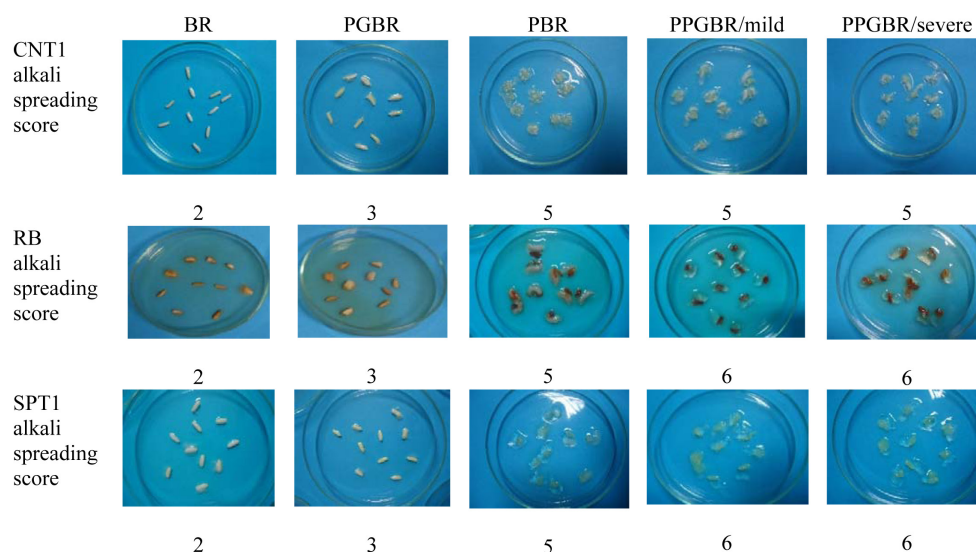 BR PGBR PBR PPGBR/mild PPGBR/severe
CNT1
alkali
spreading
score
2 3 5 5 5
RB
alkali
spreading
score
2 3 5 6 6
SPT1
alkali
spreading
score
2 3 5 6 6